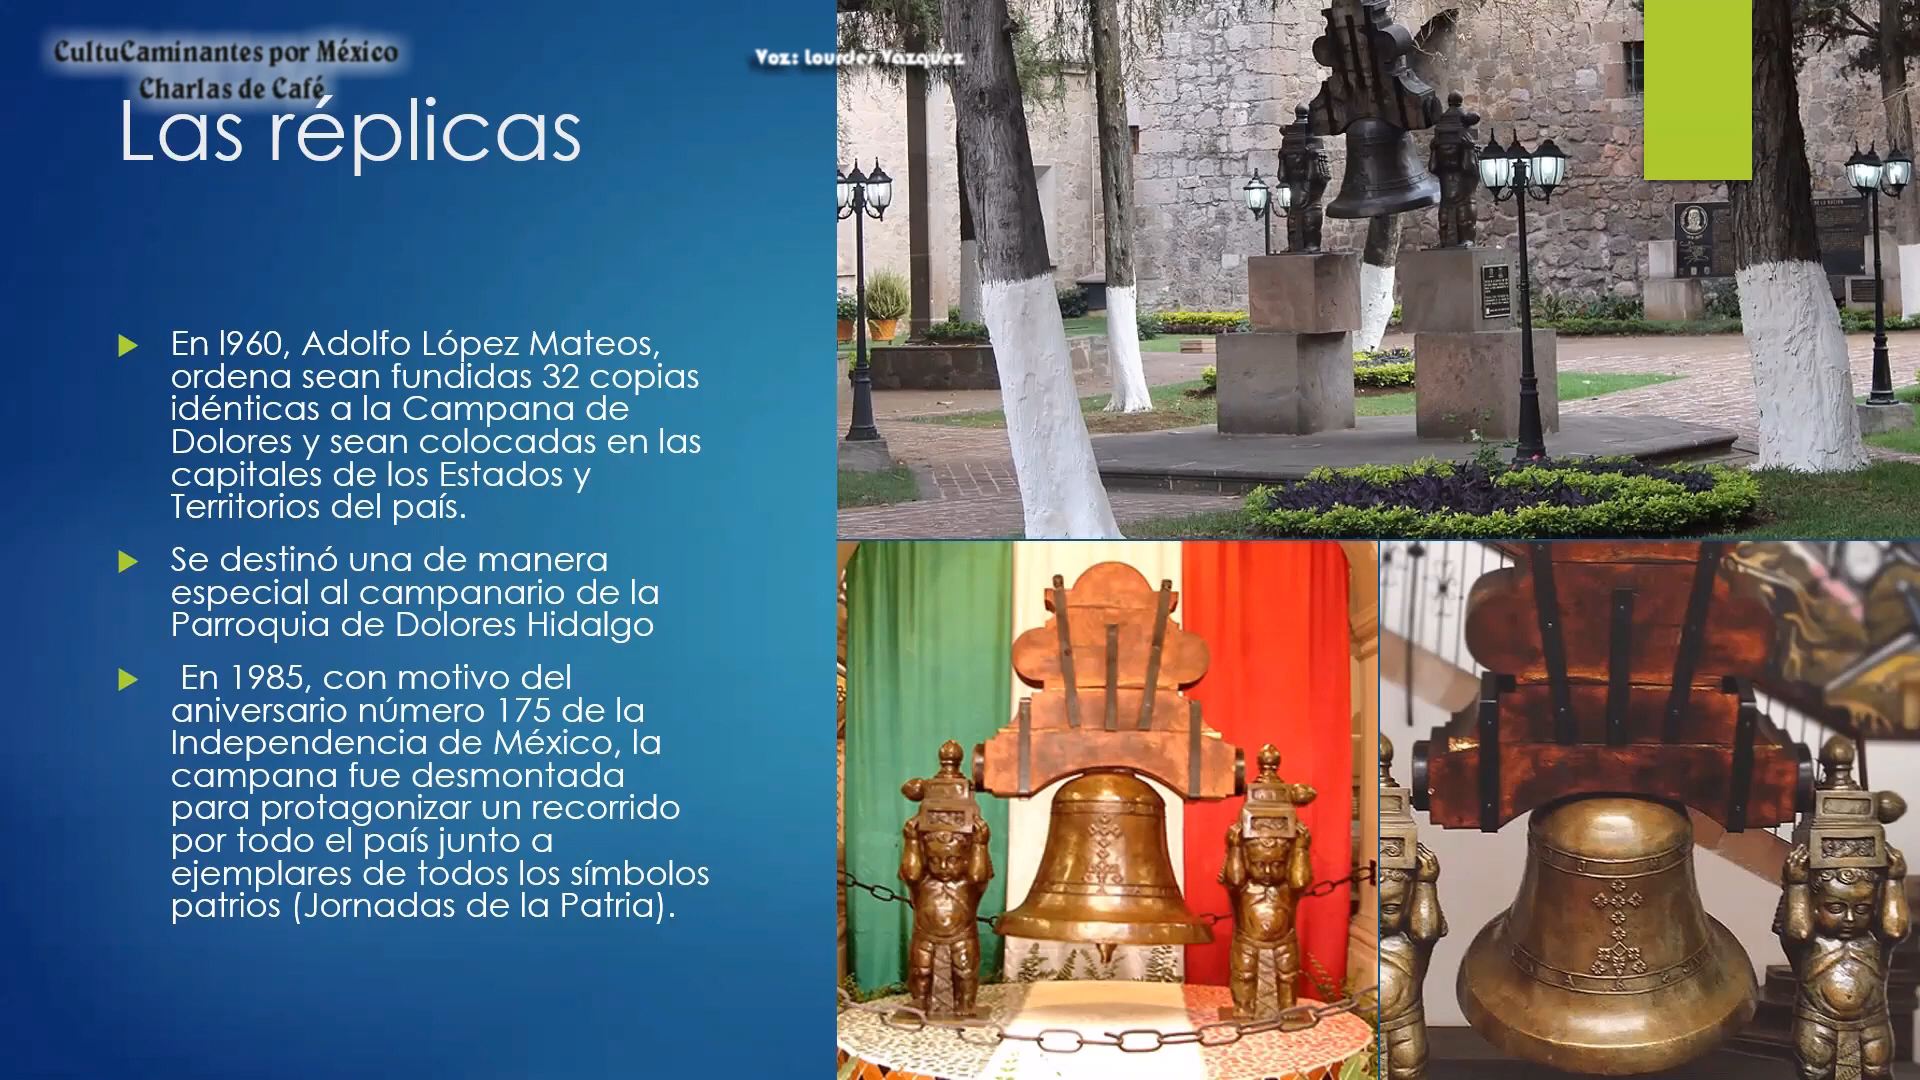 CultuCaminantes por México
Charlas de Café
Voz: Lourdes Vazquez
Las réplicas
En l960, Adolfo López Mateos,
ordena sean fundidas 32 copias
idénticas a la Campana de
Dolores y sean colocadas en las
capitales de los Estados y
Territorios del país.
Se destinó una de manera
especial al campanario de la
Parroquia de Dolores Hidalgo
En 1985, con motivo del
aniversario número 175 de la
Independencia de México, la
campana fue desmontada
para protagonizar un recorrido
por todo el país junto a
ejemplares de todos los símbolos
patrios (Jornadas de la Patria).